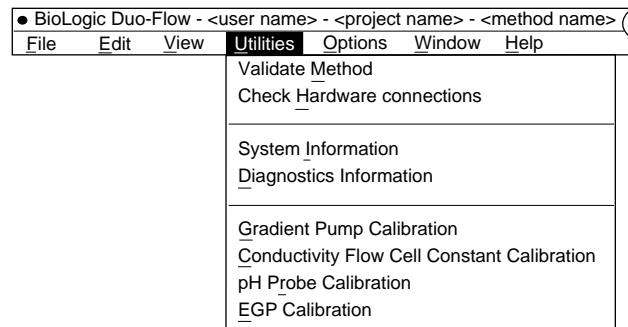 BioLogic Duo-Flow - <user name> - <project name> - <method name>
File Edit View Utilities Options Window Help
Validate Method
Check Hardware connections
System Information
Diagnostics Information
Gradient Pump Calibration
Conductivity Flow Cell Constant Calibration
pH Probe Calibration
EGP Calibration